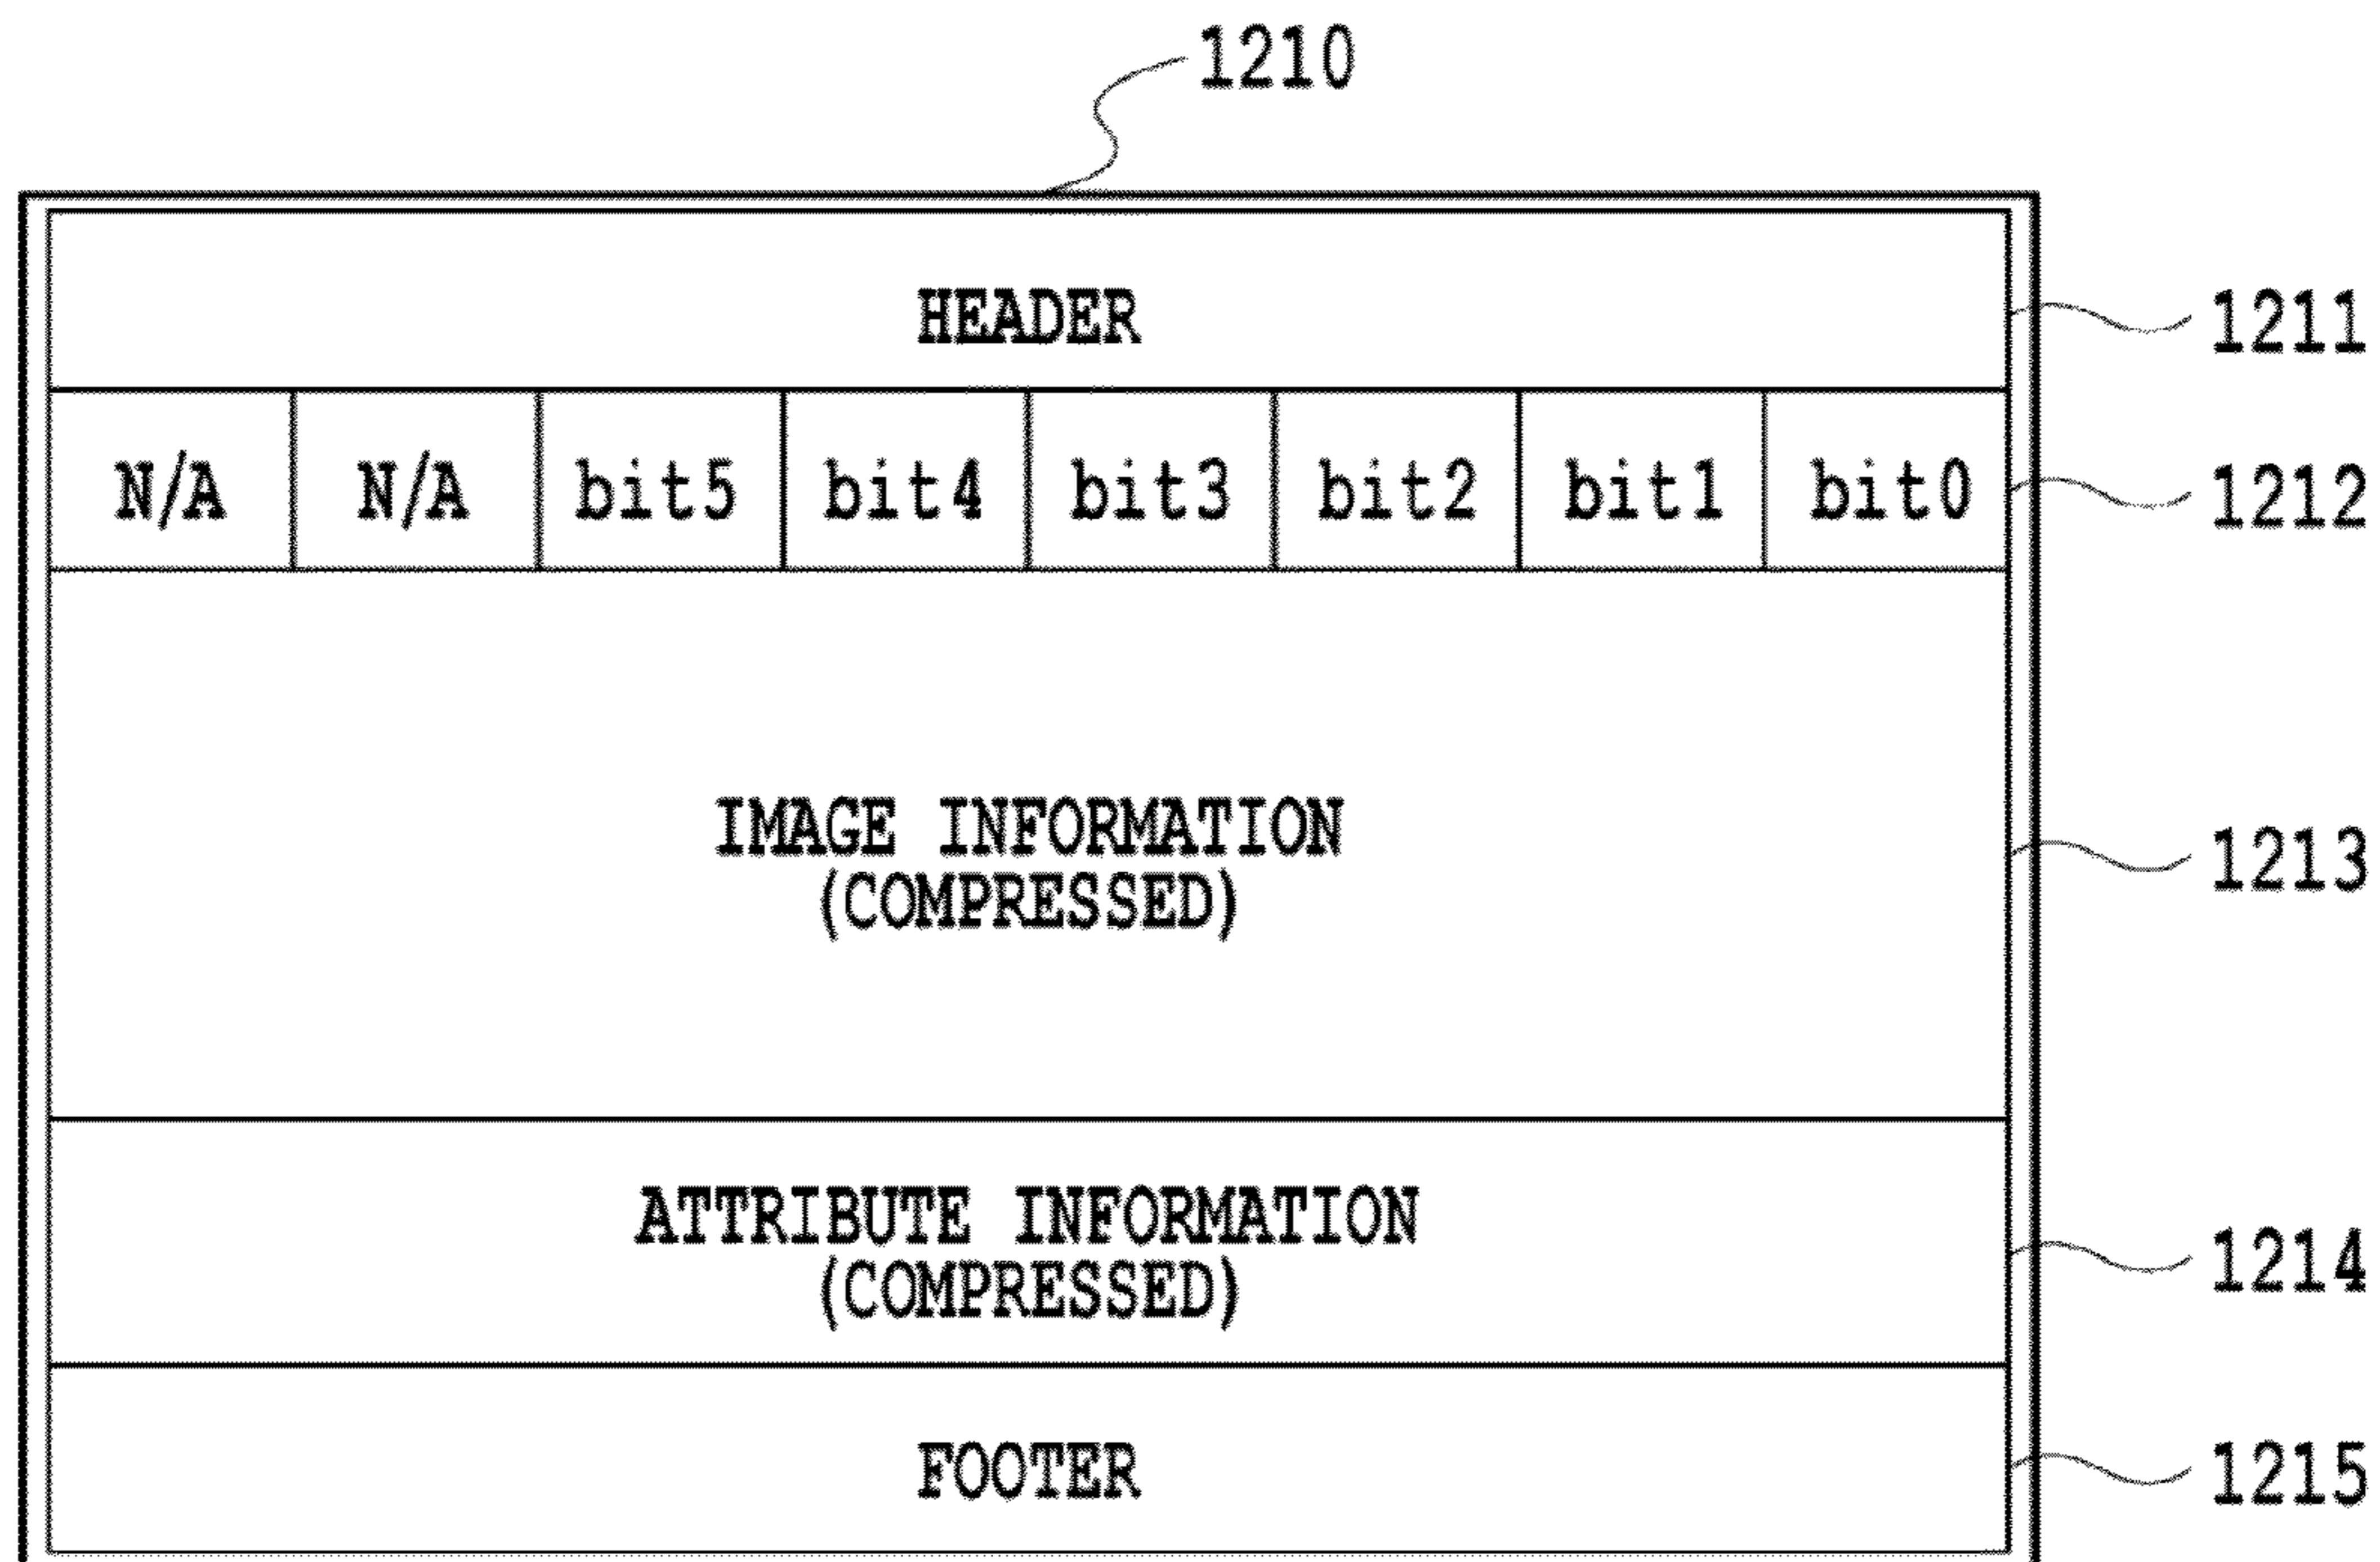 1210
HEADER 1211
N/A N/A bit5 bit4 bit3 bit2 bit1 bit0 1212
IMAGE INFORMATION
(COMPRESSED) 1213
ATTRIBUTE INFORMATION
(COMPRESSED) 1214
FOOTER 1215